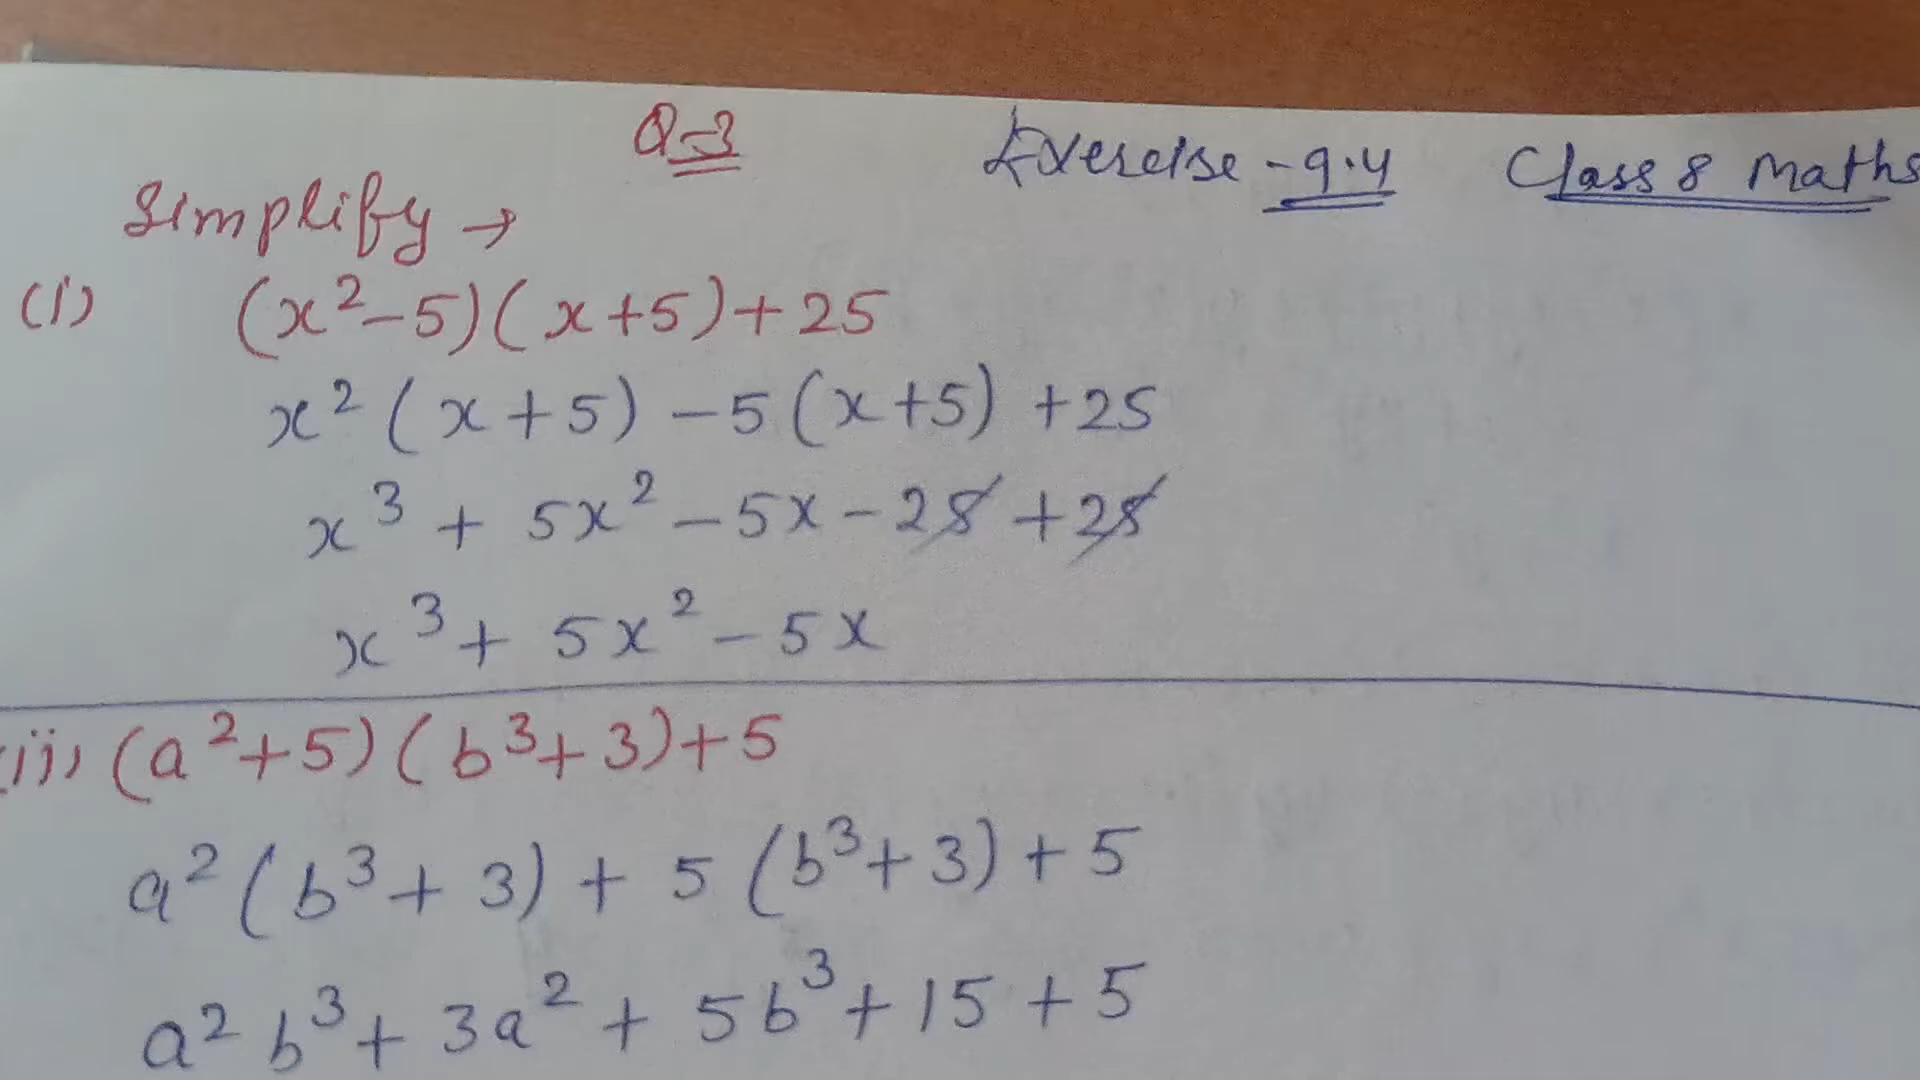 Q-3 Exercise - 9.4 Class 8 Maths
Simplify →
(i) (x²-5)(x+5)+25
x²(x+5) -5(x+5) +25
x³ + 5x² - 5x - 25 + 25
x³ + 5x² - 5x
(ii) (a²+5)(b³+3)+5
a²(b³+3) + 5(b³+3) + 5
a²b³ + 3a² + 5b³ + 15 + 5